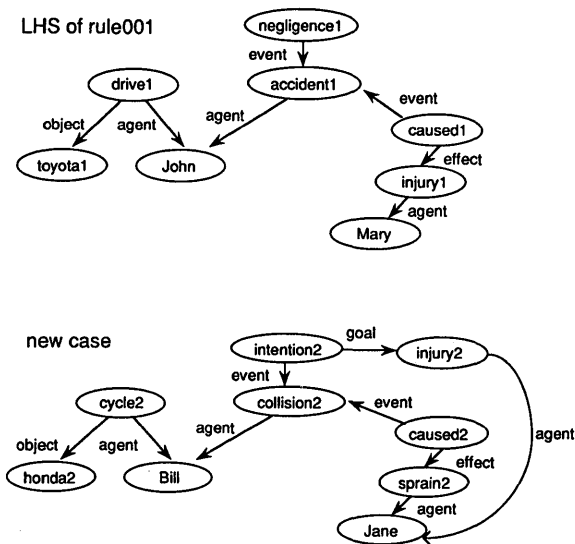 LHS of rule001
negligence1
event
drive1
accident1
object
agent
agent
event
toyota1
John
caused1
effect
injury1
agent
Mary
new case
intention2
goal
injury2
event
cycle2
collision2
object
agent
agent
event
agent
honda2
Bill
caused2
effect
sprain2
agent
Jane